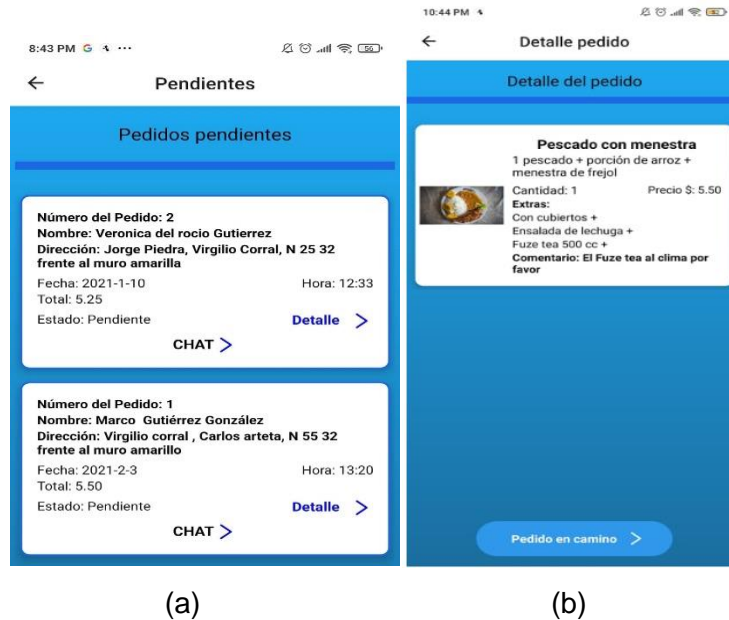 8:43 PM G
56
Pendientes
Pedidos pendientes
Número del Pedido: 2
Nombre: Veronica del rocio Gutierrez
Dirección: Jorge Piedra, Virgilio Corral, N 25 32
frente al muro amarilla
Fecha: 2021-1-10 Hora: 12:33
Total: 5.25
Estado: Pendiente Detalle >
CHAT >
Número del Pedido: 1
Nombre: Marco Gutiérrez González
Dirección: Virgilio corral , Carlos arteta, N 55 32
frente al muro amarillo
Fecha: 2021-2-3 Hora: 13:20
Total: 5.50
Estado: Pendiente Detalle >
CHAT >
(a)
10:44 PM
Detalle pedido
Detalle del pedido
Pescado con menestra
1 pescado + porción de arroz +
menestra de frejol
Cantidad: 1 Precio $: 5.50
Extras:
Con cubiertos +
Ensalada de lechuga +
Fuze tea 500 cc +
Comentario: El Fuze tea al clima por
favor
Pedido en camino >
(b)